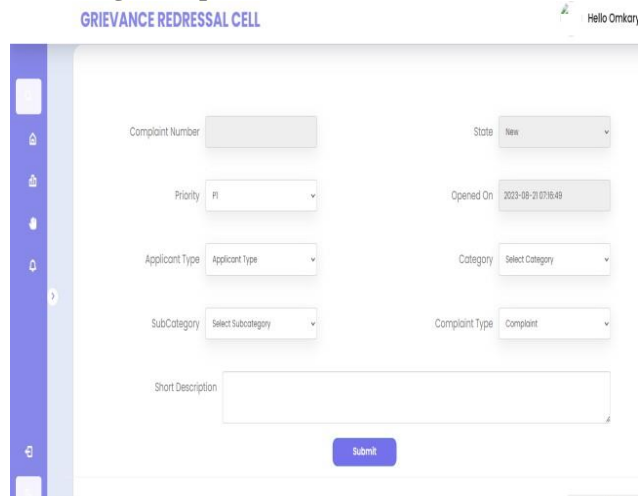 GRIEVANCE REDRESSAL CELL
Hello Omkary
Complaint Number
State New
Priority P1
Opened On 2023-08-21 07:16:49
Applicant Type Applicant Type
Category Select Category
SubCategory Select Subcategory
Complaint Type Complaint
Short Description
Submit